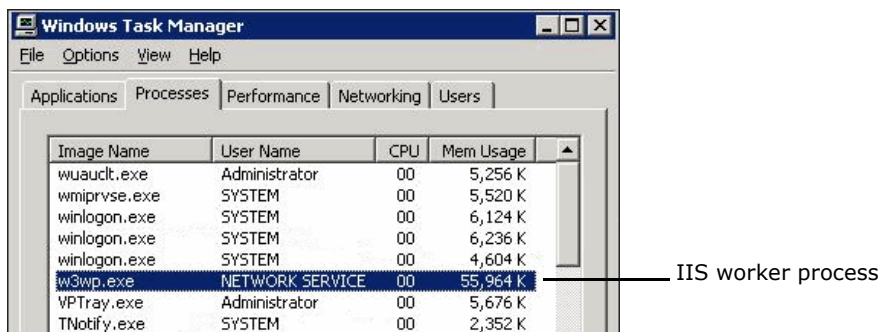 Windows Task Manager
File Options View Help
Applications Processes Performance Networking Users
Image Name User Name CPU Mem Usage
wuauclt.exe Administrator 00 5,256 K
wmiprvse.exe SYSTEM 00 5,520 K
winlogon.exe SYSTEM 00 6,124 K
winlogon.exe SYSTEM 00 6,236 K
winlogon.exe SYSTEM 00 4,604 K
w3wp.exe NETWORK SERVICE 00 55,964 K IIS worker process
VPTray.exe Administrator 00 5,676 K
TNotify.exe SYSTEM 00 2,352 K